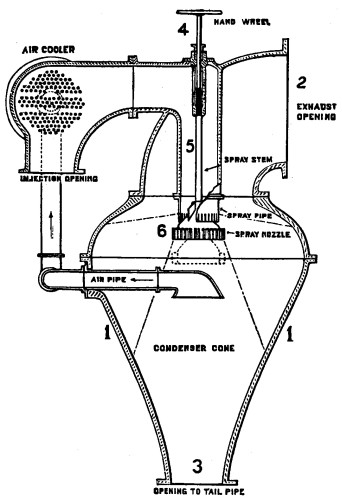 4
HAND WHEEL
AIR COOLER
2
EXHAUST
OPENING
5
SPRAY STEM
INJECTION OPENING
SPRAY PIPE
6
SPRAY NOZZLE
AIR PIPE
1
1
CONDENSER CONE
3
OPENING TO TAIL PIPE